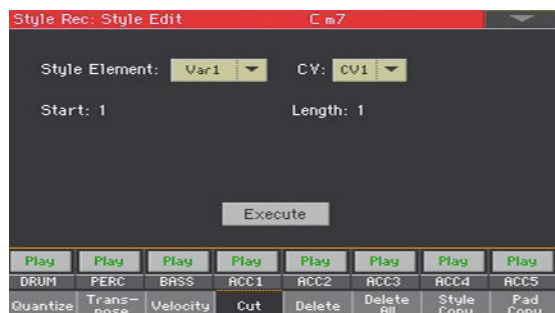 Style Rec: Style Edit C m7
Style Element: Var1 CV: CV1
Start: 1 Length: 1
Execute
Play Play Play Play Play Play Play Play
DRUM PERC BASS ACC1 ACC2 ACC3 ACC4 ACC5
Quantize Trans-pose Velocity Cut Delete Delete All Style Copy Pad Copy